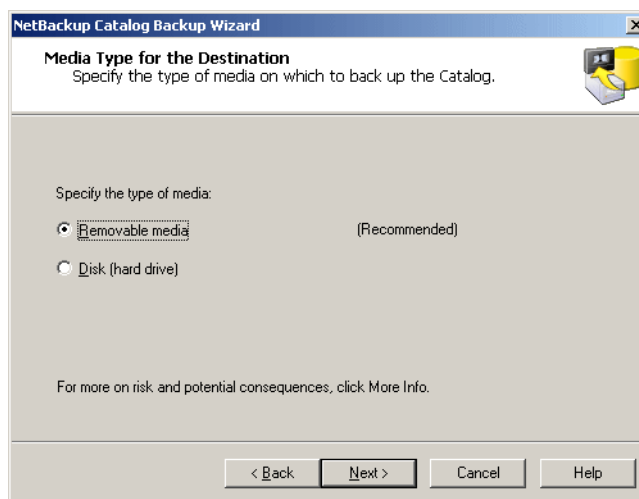 NetBackup Catalog Backup Wizard
Media Type for the Destination
Specify the type of media on which to back up the Catalog.
Specify the type of media:
Removable media (Recommended)
Disk (hard drive)
For more on risk and potential consequences, click More Info.
< Back Next > Cancel Help